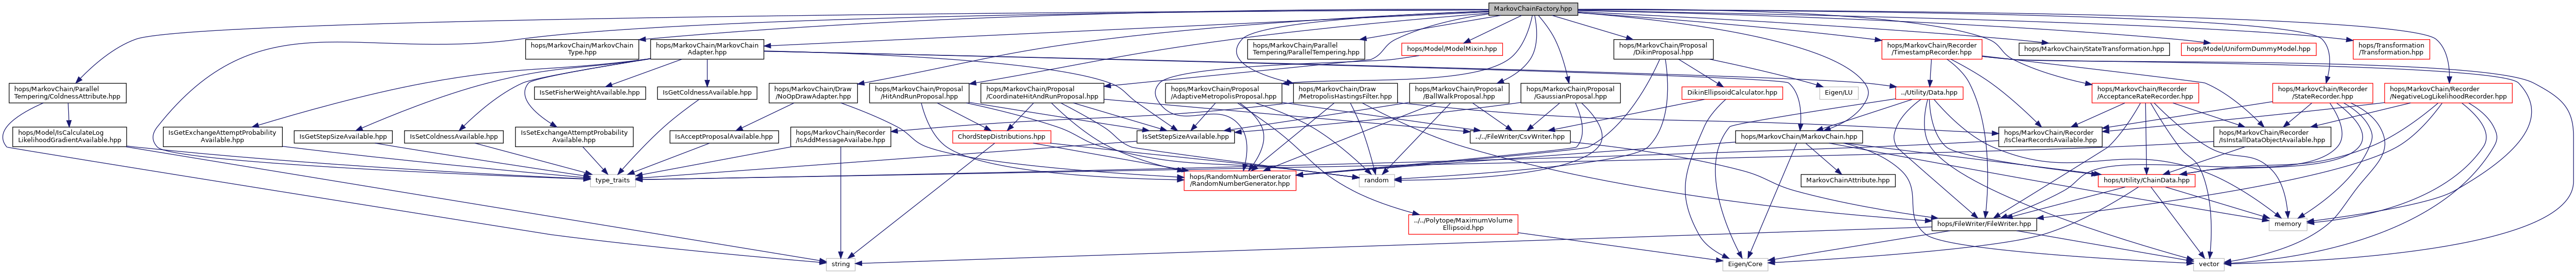 MarkovChainFactory.hpp
hops/MarkovChain/MarkovChain
Type.hpp
hops/MarkovChain/MarkovChain
Adapter.hpp
hops/MarkovChain/Parallel
Tempering/ParallelTempering.hpp
hops/Model/ModelMixin.hpp
hops/MarkovChain/Proposal
/DikinProposal.hpp
hops/MarkovChain/Recorder
/TimestampRecorder.hpp
hops/MarkovChain/StateTransformation.hpp
hops/Model/UniformDummyModel.hpp
hops/Transformation
/Transformation.hpp
hops/MarkovChain/Parallel
Tempering/ColdnessAttribute.hpp
IsSetFisherWeightAvailable.hpp
IsGetColdnessAvailable.hpp
hops/MarkovChain/Draw
/NoOpDrawAdapter.hpp
hops/MarkovChain/Proposal
/HitAndRunProposal.hpp
hops/MarkovChain/Proposal
/CoordinateHitAndRunProposal.hpp
hops/MarkovChain/Proposal
/AdaptiveMetropolisProposal.hpp
hops/MarkovChain/Draw
/MetropolisHastingsFilter.hpp
hops/MarkovChain/Proposal
/BallWalkProposal.hpp
hops/MarkovChain/Proposal
/GaussianProposal.hpp
DikinEllipsoidCalculator.hpp
Eigen/LU
../Utility/Data.hpp
hops/MarkovChain/Recorder
/AcceptanceRateRecorder.hpp
hops/MarkovChain/Recorder
/StateRecorder.hpp
hops/MarkovChain/Recorder
/NegativeLogLikelihoodRecorder.hpp
hops/Model/IsCalculateLog
LikelihoodGradientAvailable.hpp
IsGetExchangeAttemptProbability
Available.hpp
IsGetStepSizeAvailable.hpp
IsSetColdnessAvailable.hpp
IsSetExchangeAttemptProbability
Available.hpp
IsAcceptProposalAvailable.hpp
hops/MarkovChain/Recorder
/IsAddMessageAvailabe.hpp
ChordStepDistributions.hpp
IsSetStepSizeAvailable.hpp
../../FileWriter/CsvWriter.hpp
hops/MarkovChain/MarkovChain.hpp
hops/MarkovChain/Recorder
/IsClearRecordsAvailable.hpp
hops/MarkovChain/Recorder
/IsInstallDataObjectAvailable.hpp
type_traits
hops/RandomNumberGenerator
/RandomNumberGenerator.hpp
random
MarkovChainAttribute.hpp
hops/Utility/ChainData.hpp
../../Polytope/MaximumVolume
Ellipsoid.hpp
hops/FileWriter/FileWriter.hpp
memory
string
Eigen/Core
vector